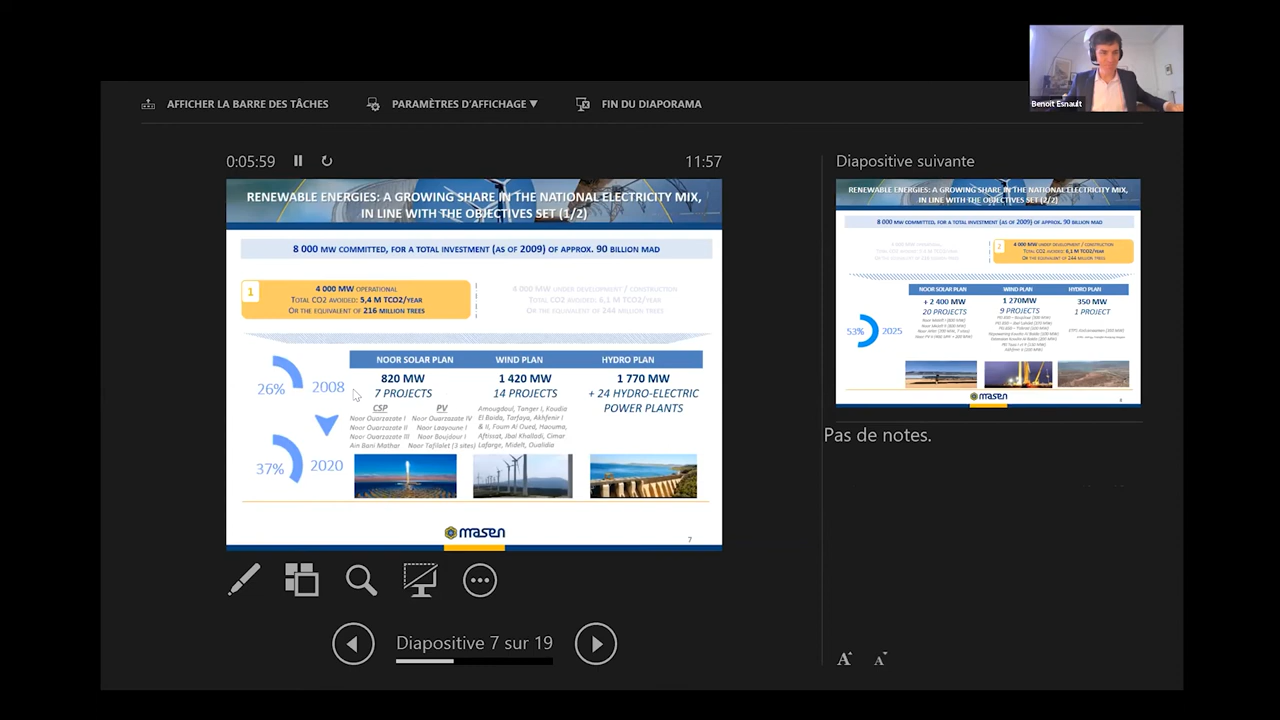 Benoit Esnault
AFFICHER LA BARRE DES TÂCHES
PARAMÈTRES D'AFFICHAGE ▼
FIN DU DIAPORAMA
0:05:59
11:57
RENEWABLE ENERGIES: A GROWING SHARE IN THE NATIONAL ELECTRICITY MIX,
IN LINE WITH THE OBJECTIVES SET (1/2)
8 000 MW COMMITTED, FOR A TOTAL INVESTMENT (AS OF 2009) OF APPROX. 90 BILLION MAD
1
4 000 MW OPERATIONAL
TOTAL CO2 AVOIDED: 5,4 M TCO2/YEAR
OR THE EQUIVALENT OF 216 MILLION TREES
4 000 MW UNDER DEVELOPMENT / CONSTRUCTION
TOTAL CO2 AVOIDED: 6,1 M TCO2/YEAR
OR THE EQUIVALENT OF 244 MILLION TREES
26%
2008
37%
2020
NOOR SOLAR PLAN
820 MW
7 PROJECTS
CSP
Noor Ouarzazate I
Noor Ouarzazate II
Noor Ouarzazate III
Ain Bani Mathar
PV
Noor Ouarzazate IV
Noor Laayoune I
Noor Boujdour I
Noor Tafilalet (3 sites)
WIND PLAN
1 420 MW
14 PROJECTS
Amougdul, Tanger I, Koudia
El Baida, Tarfaya, Akhfenir I
& II, Foum Al Oued, Haouma,
Aftissat, Jbal Khalladi, Cimar
Lafarge, Midelt, Oualidia
HYDRO PLAN
1 770 MW
+ 24 HYDRO-ELECTRIC
POWER PLANTS
masen
7
Diapositive suivante
RENEWABLE ENERGIES: A GROWING SHARE IN THE NATIONAL ELECTRICITY MIX,
IN LINE WITH THE OBJECTIVES SET (2/2)
8 000 MW COMMITTED, FOR A TOTAL INVESTMENT (AS OF 2009) OF APPROX. 90 BILLION MAD
2
4 000 MW UNDER DEVELOPMENT / CONSTRUCTION
TOTAL CO2 AVOIDED: 6,1 M TCO2/YEAR
OR THE EQUIVALENT OF 244 MILLION TREES
53%
2025
NOOR SOLAR PLAN
+ 2 400 MW
20 PROJECTS
WIND PLAN
1 270MW
9 PROJECTS
HYDRO PLAN
350 MW
1 PROJECT
masen
8
Pas de notes.
Diapositive 7 sur 19
A
A